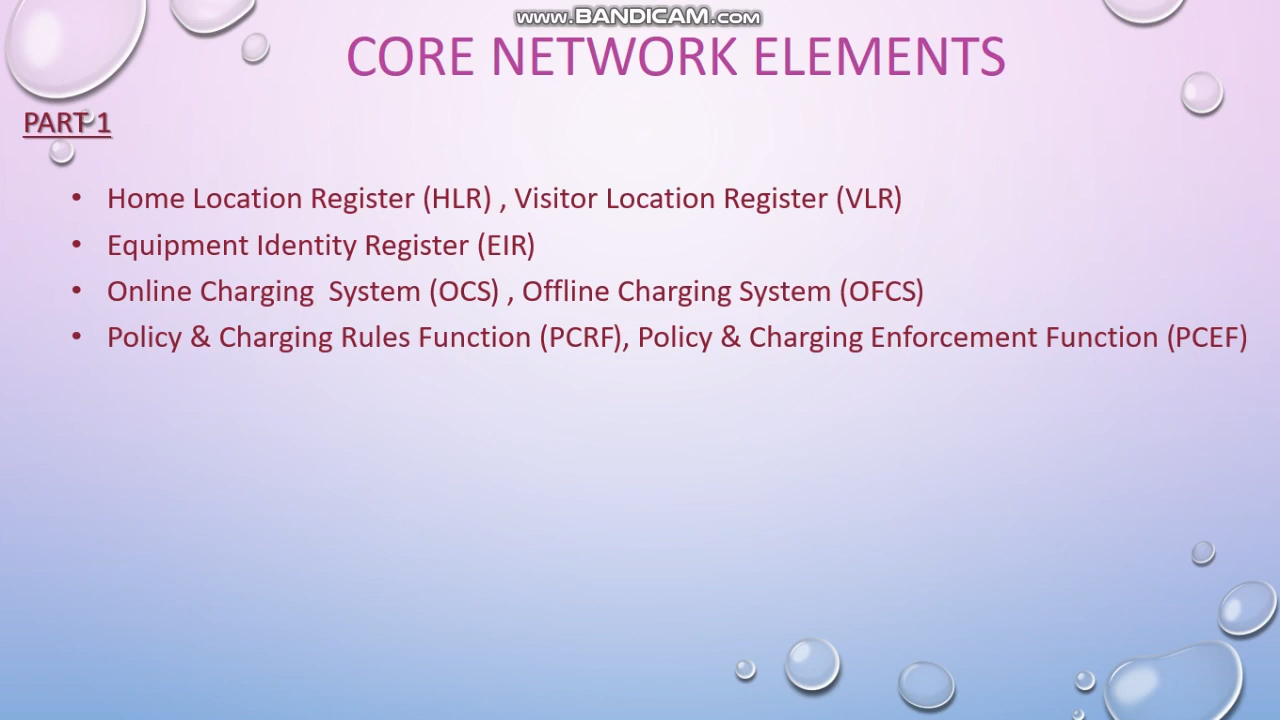 www.BANDICAM.com
CORE NETWORK ELEMENTS
PART 1
• Home Location Register (HLR) , Visitor Location Register (VLR)
• Equipment Identity Register (EIR)
• Online Charging  System (OCS) , Offline Charging System (OFCS)
• Policy & Charging Rules Function (PCRF), Policy & Charging Enforcement Function (PCEF)